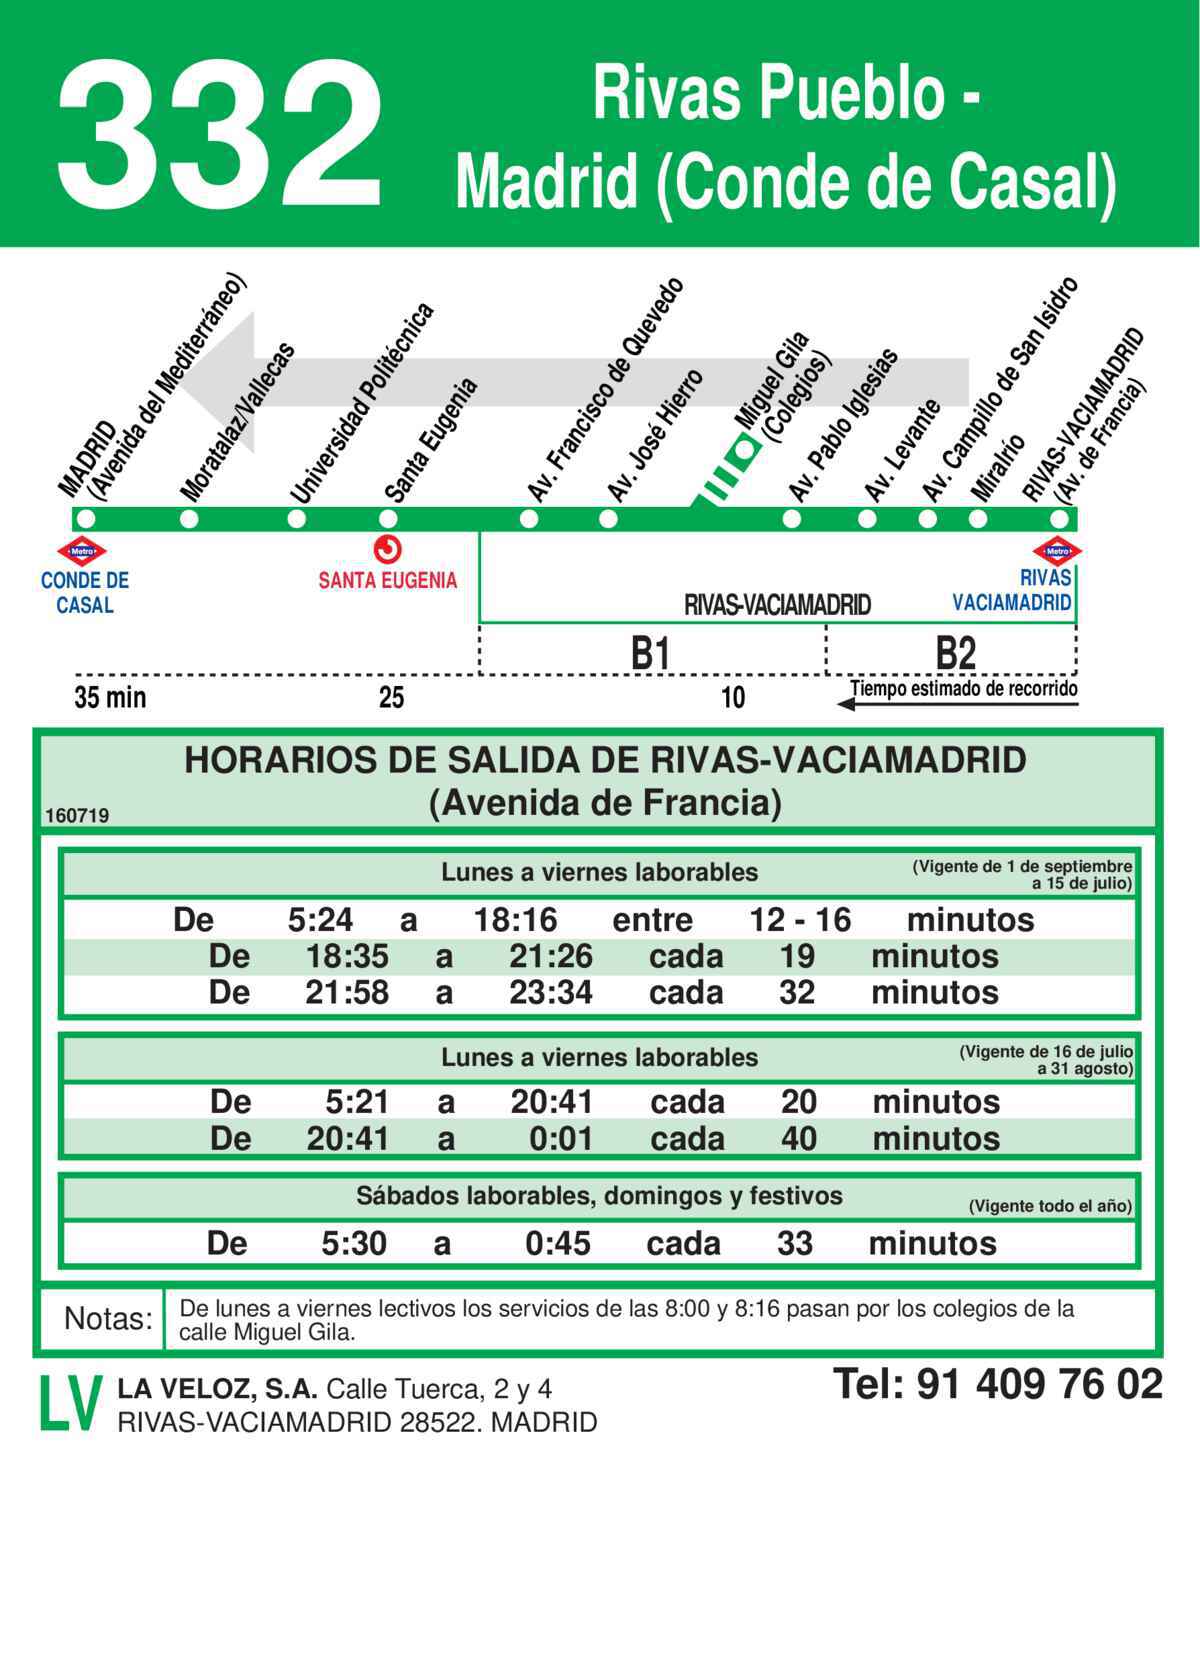 332
Rivas Pueblo -
Madrid (Conde de Casal)
MADRID
(Avenida del Mediterráneo)
Moratalaz/Vallecas
Universidad Politécnica
Santa Eugenia
Av. Francisco de Quevedo
Av. José Hierro
Miguel Gila
(Colegios)
Av. Pablo Iglesias
Av. Levante
Av. Campillo de San Isidro
Miralrío
RIVAS-VACIAMADRID
(Av. de Francia)
Metro
CONDE DE
CASAL
SANTA EUGENIA
Metro
RIVAS
VACIAMADRID
RIVAS-VACIAMADRID
B1
B2
35 min
25
10
Tiempo estimado de recorrido
HORARIOS DE SALIDA DE RIVAS-VACIAMADRID
(Avenida de Francia)
160719
Lunes a viernes laborables
(Vigente de 1 de septiembre
a 15 de julio)
De 5:24 a 18:16 entre 12 - 16 minutos
De 18:35 a 21:26 cada 19 minutos
De 21:58 a 23:34 cada 32 minutos
Lunes a viernes laborables
(Vigente de 16 de julio
a 31 agosto)
De 5:21 a 20:41 cada 20 minutos
De 20:41 a 0:01 cada 40 minutos
Sábados laborables, domingos y festivos
(Vigente todo el año)
De 5:30 a 0:45 cada 33 minutos
Notas:
De lunes a viernes lectivos los servicios de las 8:00 y 8:16 pasan por los colegios de la
calle Miguel Gila.
LV
LA VELOZ, S.A. Calle Tuerca, 2 y 4
RIVAS-VACIAMADRID 28522. MADRID
Tel: 91 409 76 02